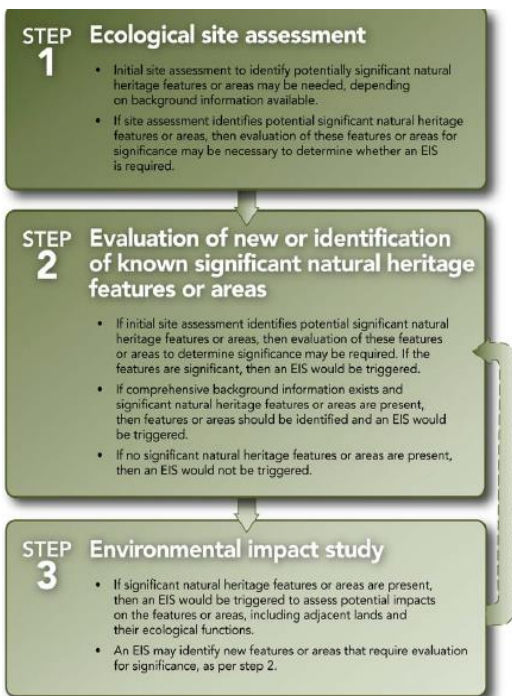 STEP 1 Ecological site assessment
• Initial site assessment to identify potentially significant natural
heritage features or areas may be needed, depending
on background information available.
• If site assessment identifies potential significant natural heritage
features or areas, then evaluation of these features or areas for
significance may be necessary to determine whether an EIS
is required.
STEP 2 Evaluation of new or identification
of known significant natural heritage
features or areas
• If initial site assessment identifies potential significant natural
heritage features or areas, then evaluation of these features
or areas to determine significance may be required. If the
features are significant, then an EIS would be triggered.
• If comprehensive background information exists and
significant natural heritage features or areas are present,
then features or areas should be identified and an EIS would
be triggered.
• If no significant natural heritage features or areas are present,
then an EIS would not be triggered.
STEP 3 Environmental impact study
• If significant natural heritage features or areas are present,
then an EIS would be triggered to assess potential impacts
on the features or areas, including adjacent lands and
their ecological functions.
• An EIS may identify new features or areas that require evaluation
for significance, as per step 2.